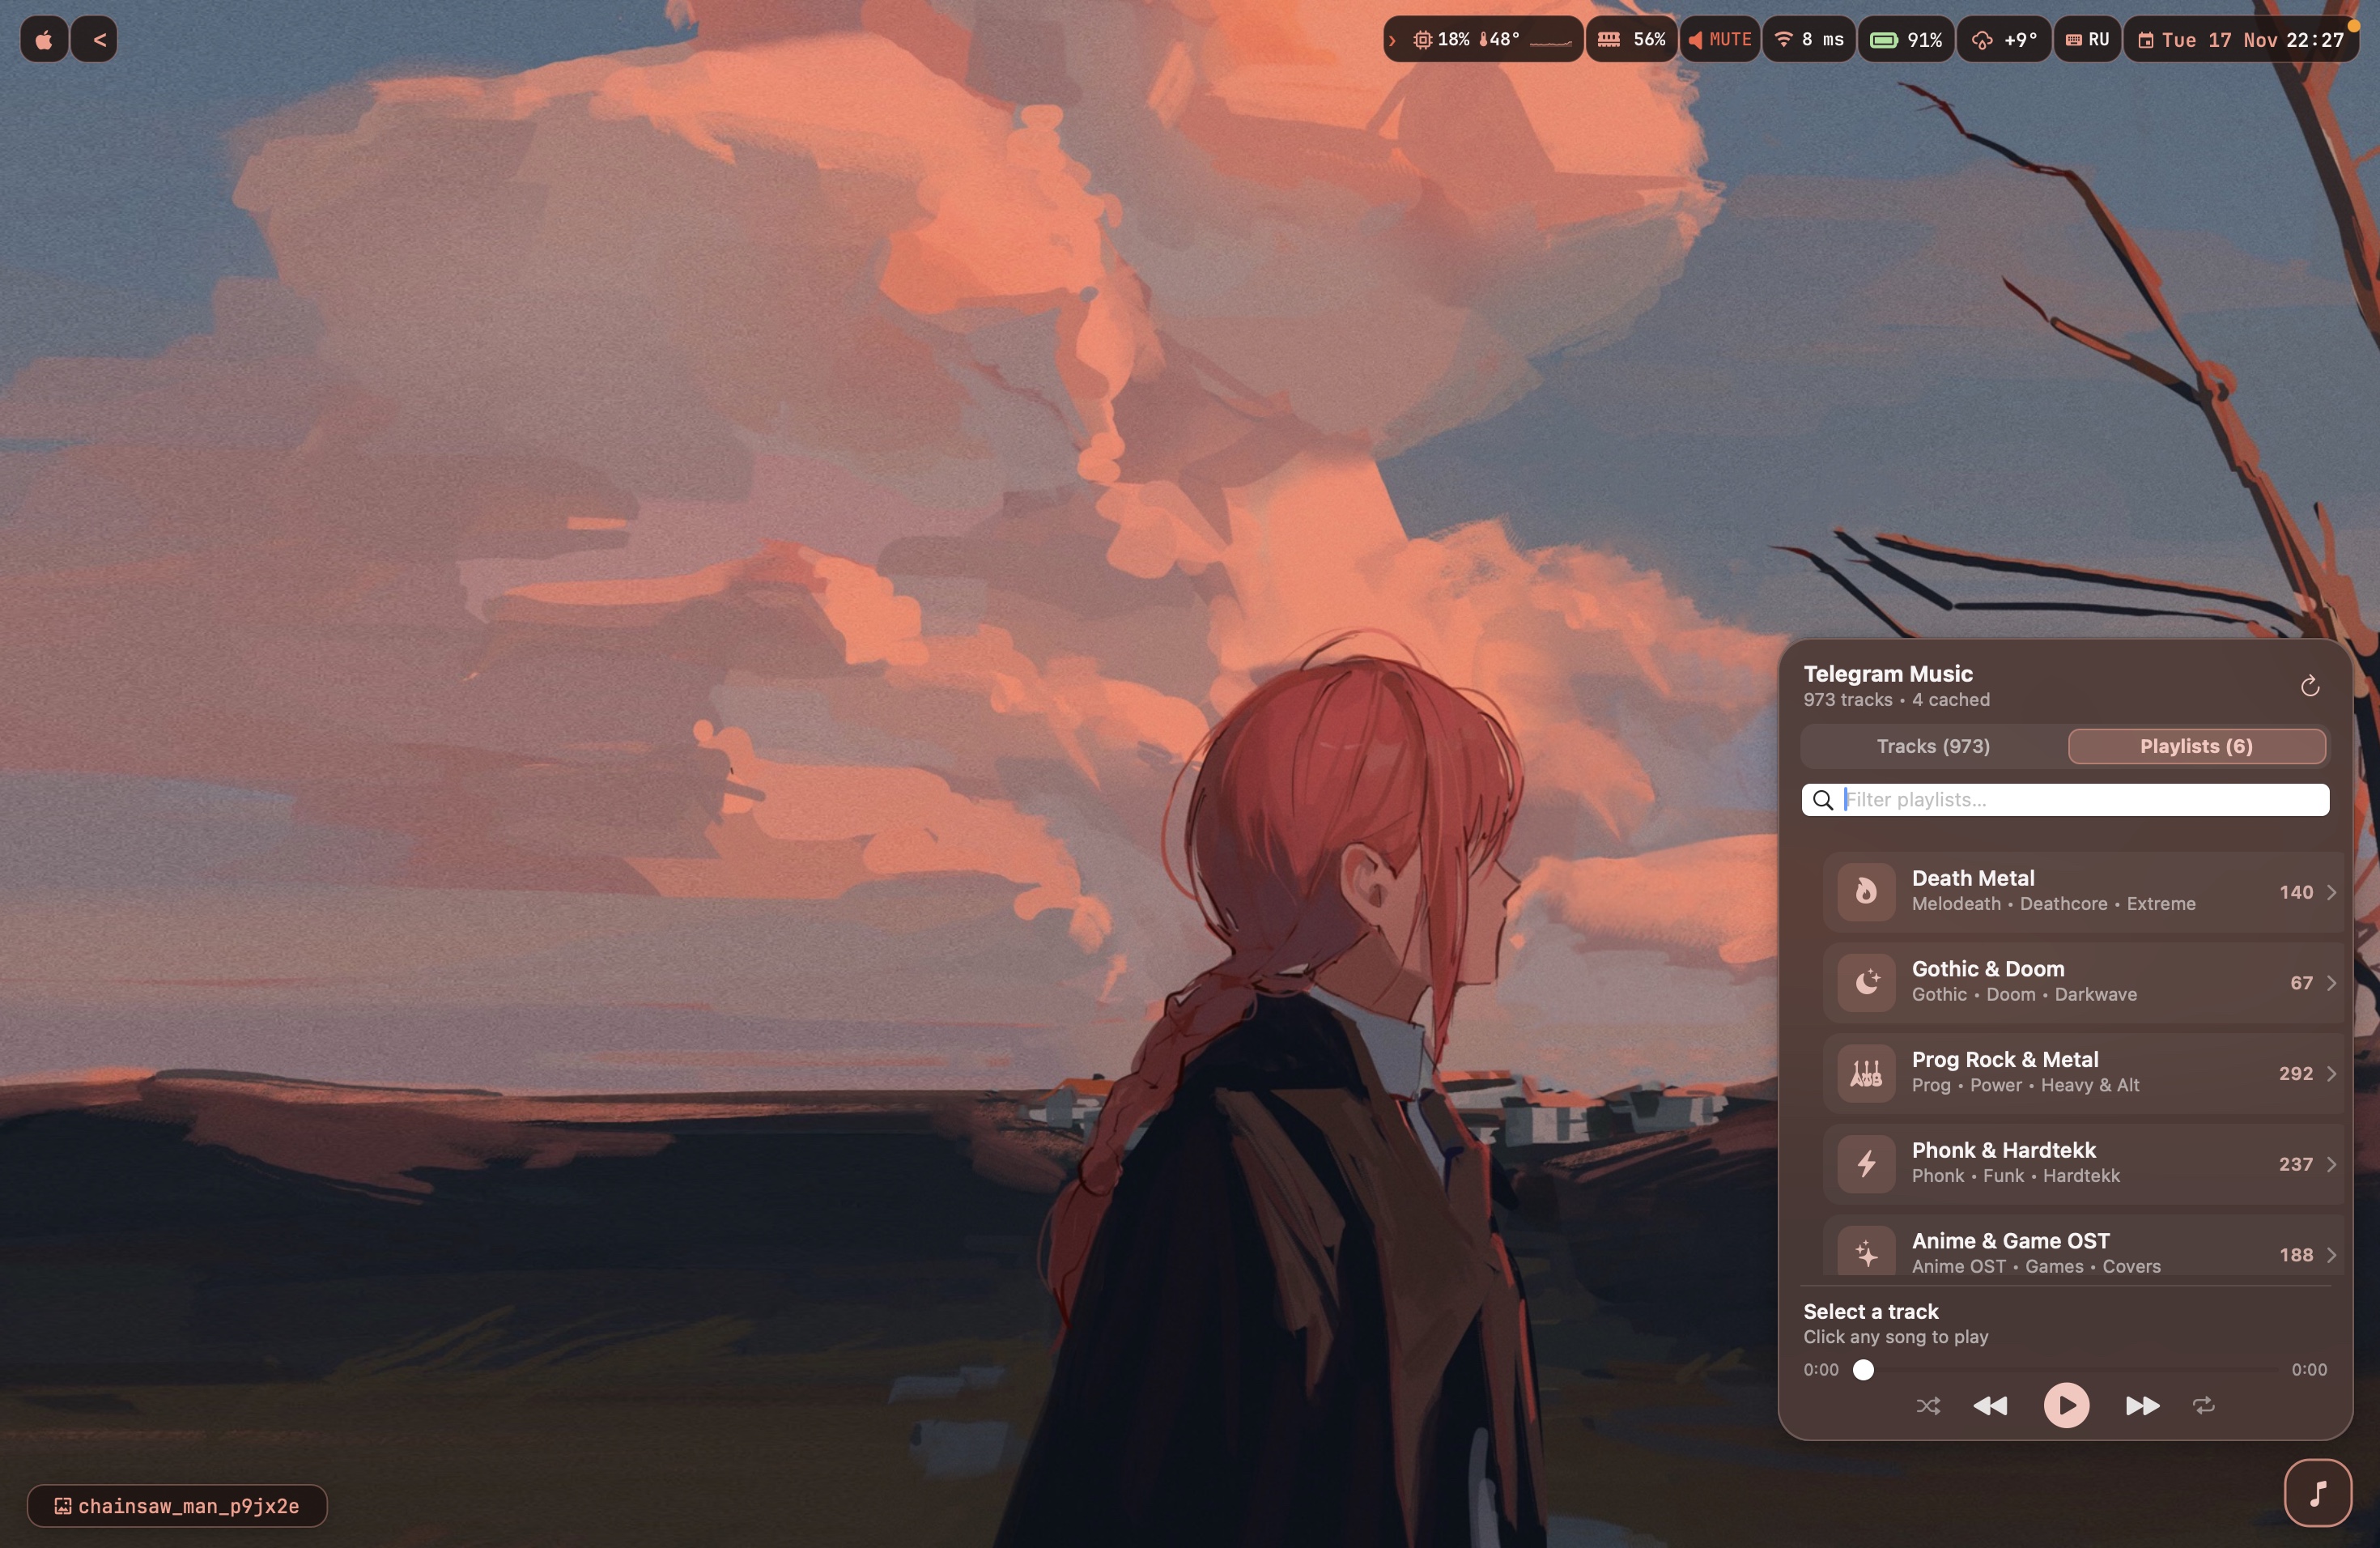 <
› 18% 48° 56% MUTE 8 ms 91% +9° RU Tue 17 Nov 22:27
Telegram Music
973 tracks • 4 cached
Tracks (973) Playlists (6)
Filter playlists...
Death Metal
Melodeath • Deathcore • Extreme
140
Gothic & Doom
Gothic • Doom • Darkwave
67
Prog Rock & Metal
Prog • Power • Heavy & Alt
292
Phonk & Hardtekk
Phonk • Funk • Hardtekk
237
Anime & Game OST
Anime OST • Games • Covers
188
Select a track
Click any song to play
0:00 0:00
chainsaw_man_p9jx2e